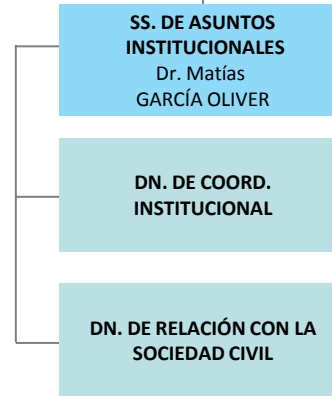 SS. DE ASUNTOS
INSTITUCIONALES
Dr. Matías
GARCÍA OLIVER
DN. DE COORD.
INSTITUCIONAL
DN. DE RELACIÓN CON LA
SOCIEDAD CIVIL